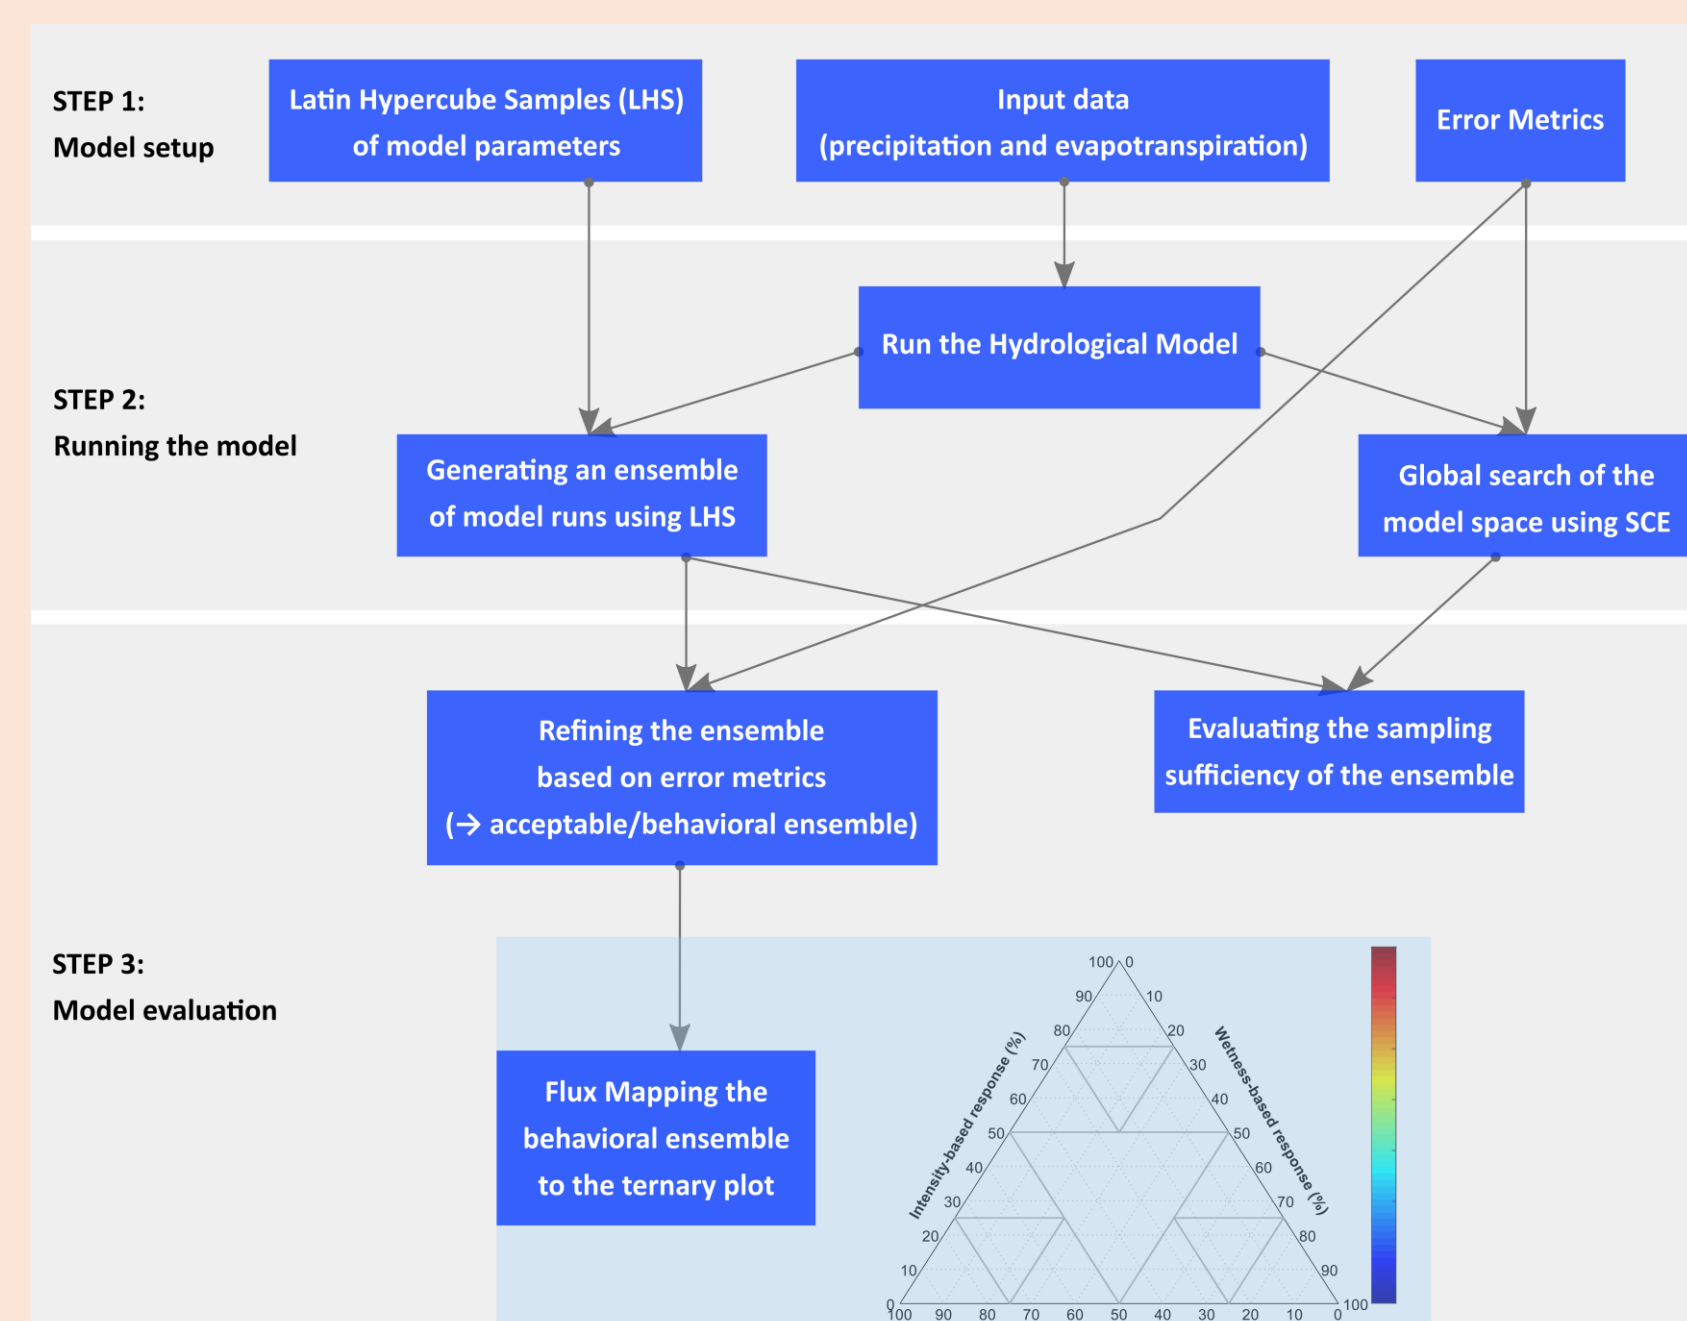 STEP 1:
Model setup
Latin Hypercube Samples (LHS)
of model parameters
Input data
(precipitation and evapotranspiration)
Error Metrics
STEP 2:
Running the model
Run the Hydrological Model
Generating an ensemble
of model runs using LHS
Global search of the
model space using SCE
Refining the ensemble
based on error metrics
(→ acceptable/behavioral ensemble)
Evaluating the sampling
sufficiency of the ensemble
STEP 3:
Model evaluation
Flux Mapping the
behavioral ensemble
to the ternary plot
Intensity-based response (%)
Wetness-based response (%)
100 0
90 10
80 20
70 30
60 40
50 50
40 60
30 70
20 80
10 90
0 100
100 90 80 70 60 50 40 30 20 10 0